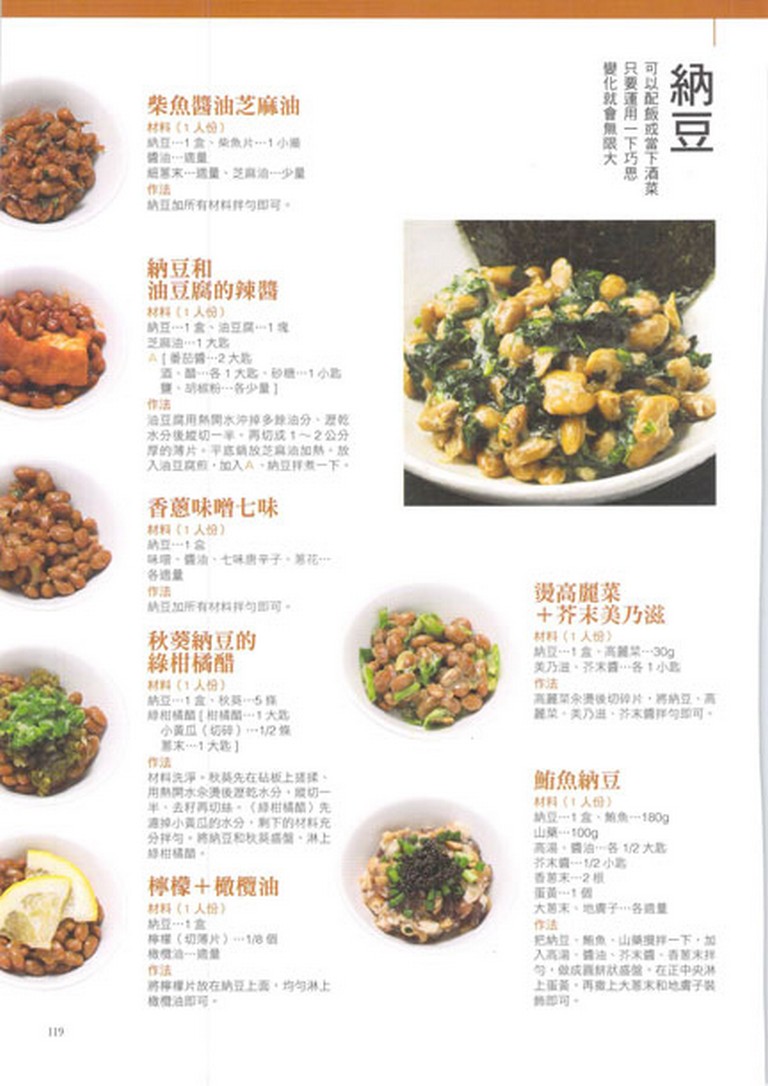 納豆
可以配飯或當下酒菜
只要運用一下巧思
變化就會無限大
柴魚醬油芝麻油
材料（1人份）
納豆…1盒、柴魚片…1小撮
醬油…適量
細蔥末…適量、芝麻油…少量
作法
納豆加所有材料拌勻即可。
納豆和
油豆腐的辣醬
材料（1人份）
納豆…1盒、油豆腐…1塊
芝麻油…1大匙
A [ 番茄醬…2大匙
酒、醋…各1大匙、砂糖…1小匙
鹽、胡椒粉…各少量 ]
作法
油豆腐用熱開水沖掉多餘油分、瀝乾
水分後縱切一半。再切成1～2公分
厚的薄片。平底鍋放芝麻油加熱。放
入油豆腐煎，加入A、納豆拌煮一下。
香蔥味噌七味
材料（1人份）
納豆…1盒
味噌、醬油、七味唐辛子、蔥花…
各適量
作法
納豆加所有材料拌勻即可。
秋葵納豆的
綠柑橘醋
材料（1人份）
納豆…1盒、秋葵…5條
綠柑橘醋 [ 柑橘醋…1大匙
小黃瓜（切碎）…1/2條
蔥末…1大匙 ]
作法
材料洗淨。秋葵先在砧板上搓揉、
用熱開水汆燙後瀝乾水分，縱切一
半、去籽再切絲。〈綠柑橘醋〉先
濾掉小黃瓜的水分，剩下的材料充
分拌勻。將納豆和秋葵盛盤、淋上
綠柑橘醋。
檸檬＋橄欖油
材料（1人份）
納豆…1盒
檸檬（切薄片）…1/8個
橄欖油…適量
作法
將檸檬片放在納豆上面，均勻淋上
橄欖油即可。
燙高麗菜
＋芥末美乃滋
材料（1人份）
納豆…1盒、高麗菜…30g
美乃滋、芥末醬…各1小匙
作法
高麗菜汆燙後切碎片，將納豆、高
麗菜、美乃滋、芥末醬拌勻即可。
鮪魚納豆
材料（1人份）
納豆…1盒、鮪魚…180g
山藥…100g
高湯、醬油…各1/2大匙
芥末醬…1/2小匙
香蔥末…2根
蛋黃…1個
大蔥末、地膚子…各適量
作法
把納豆、鮪魚、山藥攪拌一下，加
入高湯、醬油、芥末醬、香蔥末拌
勻，做成圓餅狀盛盤。在正中央淋
上蛋黃，再撒上大蔥末和地膚子裝
飾即可。
119